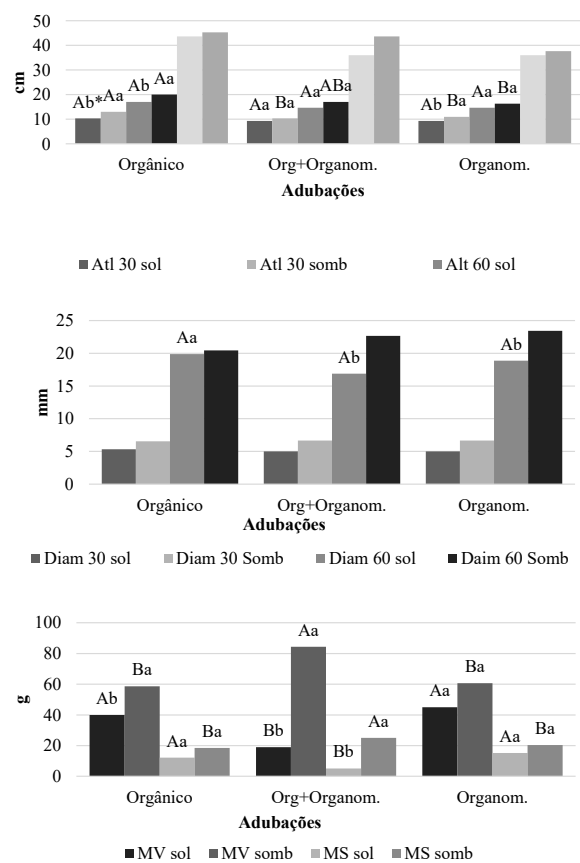 50
40
30
20
10
0
cm
Ab* Aa Ab Aa
Aa Ba Aa ABa
Ab Ba Aa Ba
Orgânico Org+Organom. Organom.
Adubações
Atl 30 sol Atl 30 somb Alt 60 sol
25
20
15
10
5
0
mm
Aa Ab Ab
Orgânico Org+Organom. Organom.
Adubações
Diam 30 sol Diam 30 Somb Diam 60 sol Daim 60 Somb
100
80
60
40
20
0
g
Ab Ba Aa Ba
Bb Aa Bb Aa
Aa Ba Aa Ba
Orgânico Org+Organom. Organom.
Adubações
MV sol MV somb MS sol MS somb